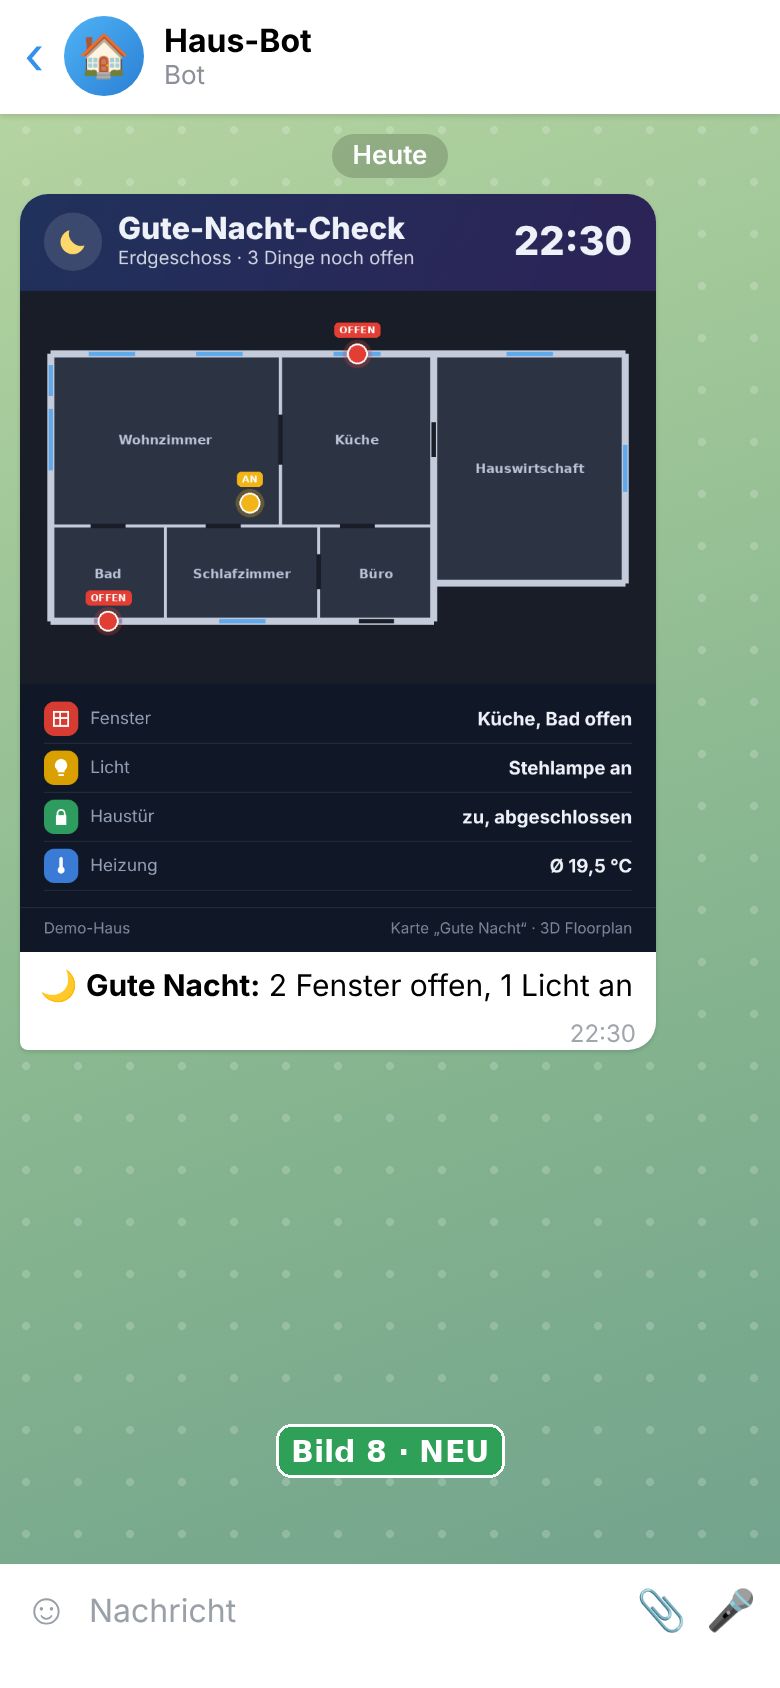 Haus-Bot
Bot
Heute
Gute-Nacht-Check
Erdgeschoss · 3 Dinge noch offen
22:30
OFFEN
Wohnzimmer
Küche
Hauswirtschaft
AN
Bad
Schlafzimmer
Büro
OFFEN
Fenster Küche, Bad offen
Licht Stehlampe an
Haustür zu, abgeschlossen
Heizung Ø 19,5 °C
Demo-Haus Karte „Gute Nacht“ · 3D Floorplan
🌙 Gute Nacht: 2 Fenster offen, 1 Licht an
22:30
Bild 8 · NEU
Nachricht